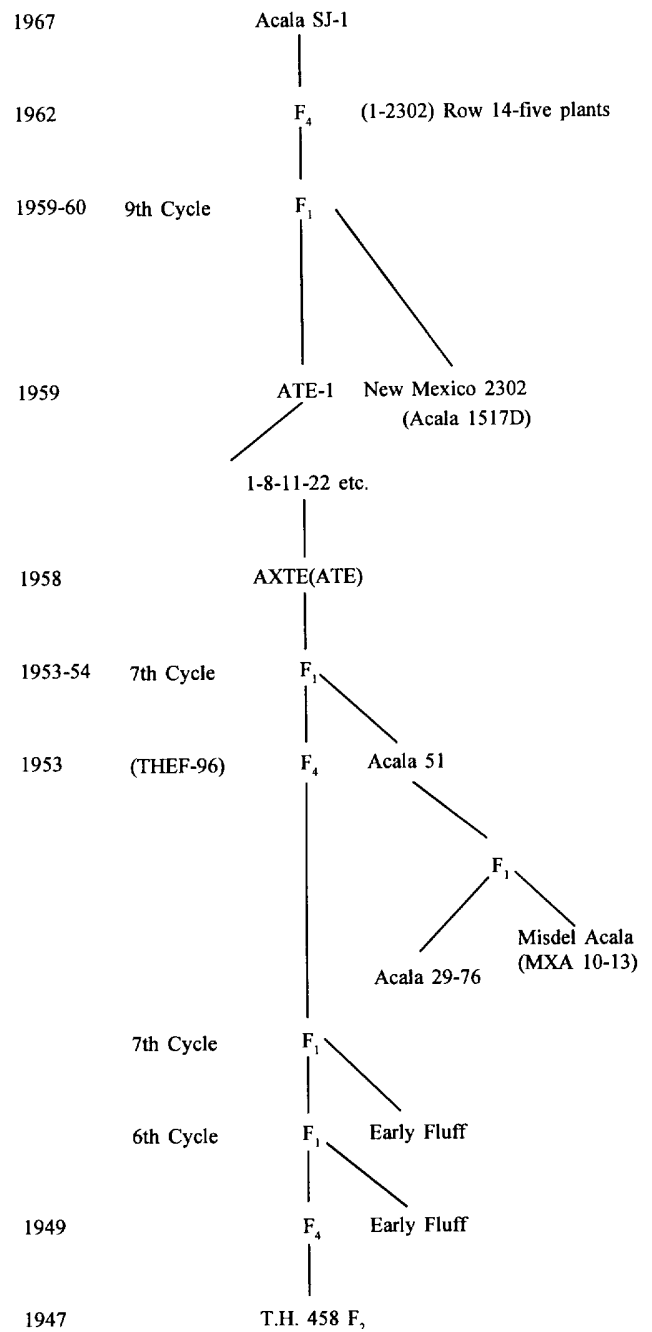 1967 Acala SJ-1
1962 F₄ (1-2302) Row 14-five plants
1959-60 9th Cycle F₁
1959 ATE-1 New Mexico 2302
(Acala 1517D)
1-8-11-22 etc.
1958 AXTE(ATE)
1953-54 7th Cycle F₁
1953 (THEF-96) F₄ Acala 51
F₁
Misdel Acala
Acala 29-76 (MXA 10-13)
7th Cycle F₁
6th Cycle F₁ Early Fluff
1949 F₄ Early Fluff
1947 T.H. 458 F₂